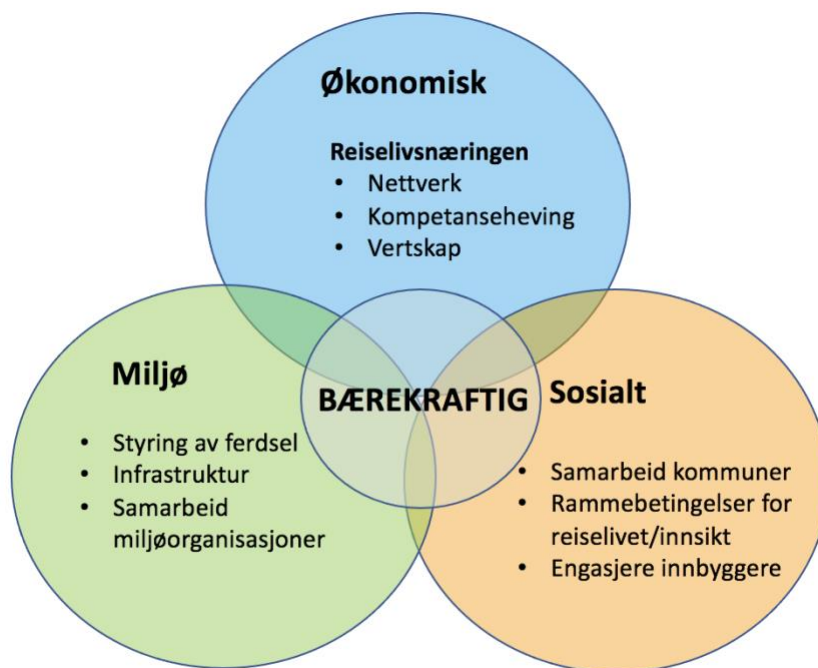 Økonomisk
Reiselivsnæringen
• Nettverk
• Kompetanseheving
• Vertskap
BÆREKRAFTIG
Miljø
• Styring av ferdsel
• Infrastruktur
• Samarbeid
miljøorganisasjoner
Sosialt
• Samarbeid kommuner
• Rammebetingelser for
reiselivet/innsikt
• Engasjere innbyggere